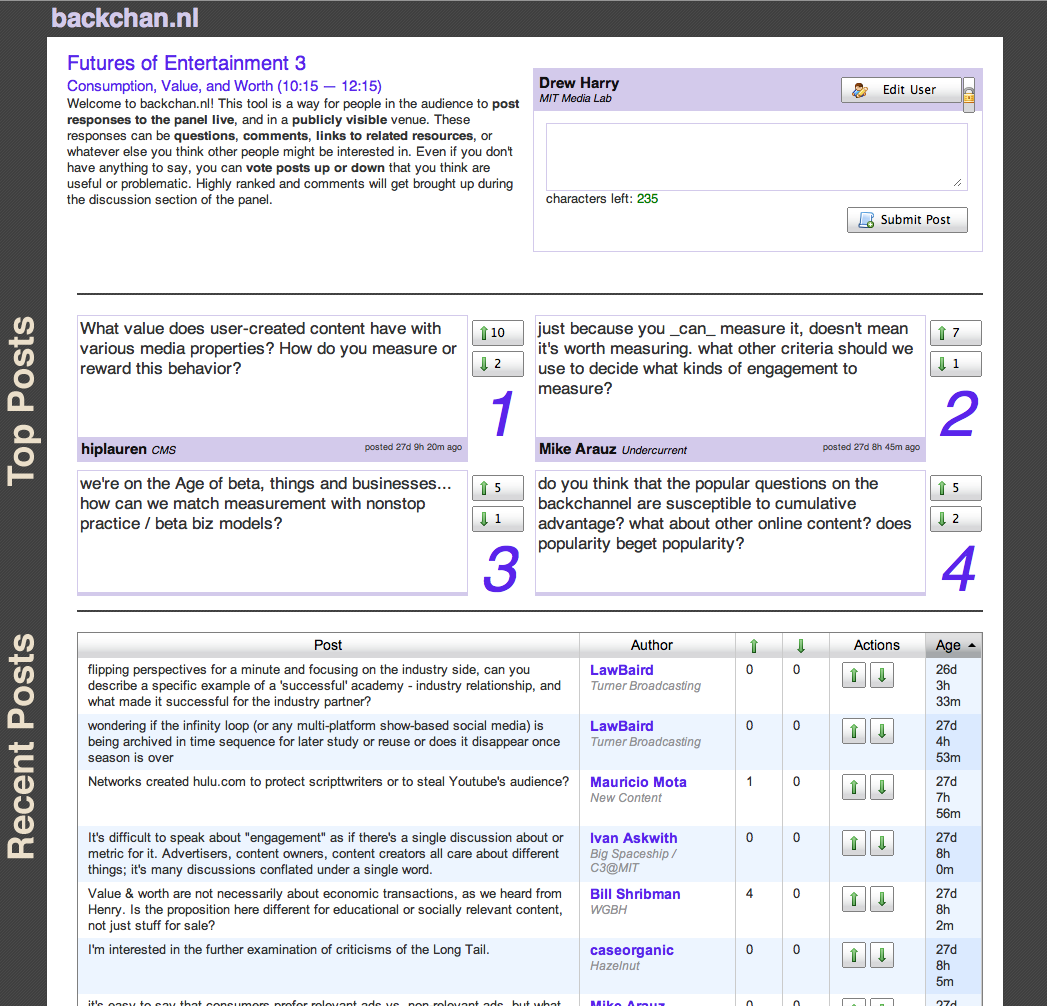 backchan.nl
Futures of Entertainment 3
Consumption, Value, and Worth (10:15 — 12:15)
Welcome to backchan.nl! This tool is a way for people in the audience to post
responses to the panel live, and in a publicly visible venue. These
responses can be questions, comments, links to related resources, or
whatever else you think other people might be interested in. Even if you don't
have anything to say, you can vote posts up or down that you think are
useful or problematic. Highly ranked and comments will get brought up during
the discussion section of the panel.
Drew Harry
MIT Media Lab
Edit User
characters left: 235
Submit Post
Top Posts
What value does user-created content have with
various media properties? How do you measure or
reward this behavior?
10
2
1
hiplauren CMS
posted 27d 9h 20m ago
just because you _can_ measure it, doesn't mean
it's worth measuring. what other criteria should we
use to decide what kinds of engagement to
measure?
7
1
2
Mike Arauz Undercurrent
posted 27d 8h 45m ago
we're on the Age of beta, things and businesses...
how can we match measurement with nonstop
practice / beta biz models?
5
1
3
do you think that the popular questions on the
backchannel are susceptible to cumulative
advantage? what about other online content? does
popularity beget popularity?
5
2
4
Recent Posts
Post Author Actions Age
flipping perspectives for a minute and focusing on the industry side, can you
describe a specific example of a 'successful' academy - industry relationship, and
what made it successful for the industry partner?
LawBaird
Turner Broadcasting
0 0
26d
3h
33m
wondering if the infinity loop (or any multi-platform show-based social media) is
being archived in time sequence for later study or reuse or does it disappear once
season is over
LawBaird
Turner Broadcasting
0 0
27d
4h
53m
Networks created hulu.com to protect scripttwriters or to steal Youtube's audience?
Mauricio Mota
New Content
1 0
27d
7h
56m
It's difficult to speak about "engagement" as if there's a single discussion about or
metric for it. Advertisers, content owners, content creators all care about different
things; it's many discussions conflated under a single word.
Ivan Askwith
Big Spaceship /
C3@MIT
0 0
27d
8h
0m
Value & worth are not necessarily about economic transactions, as we heard from
Henry. Is the proposition here different for educational or socially relevant content,
not just stuff for sale?
Bill Shribman
WGBH
4 0
27d
8h
2m
I'm interested in the further examination of criticisms of the Long Tail.
caseorganic
Hazelnut
0 0
27d
8h
5m
it's easy to say that consumers prefer relevant ads vs. non relevant ads, but what
Mike Arauz
0 0
27d